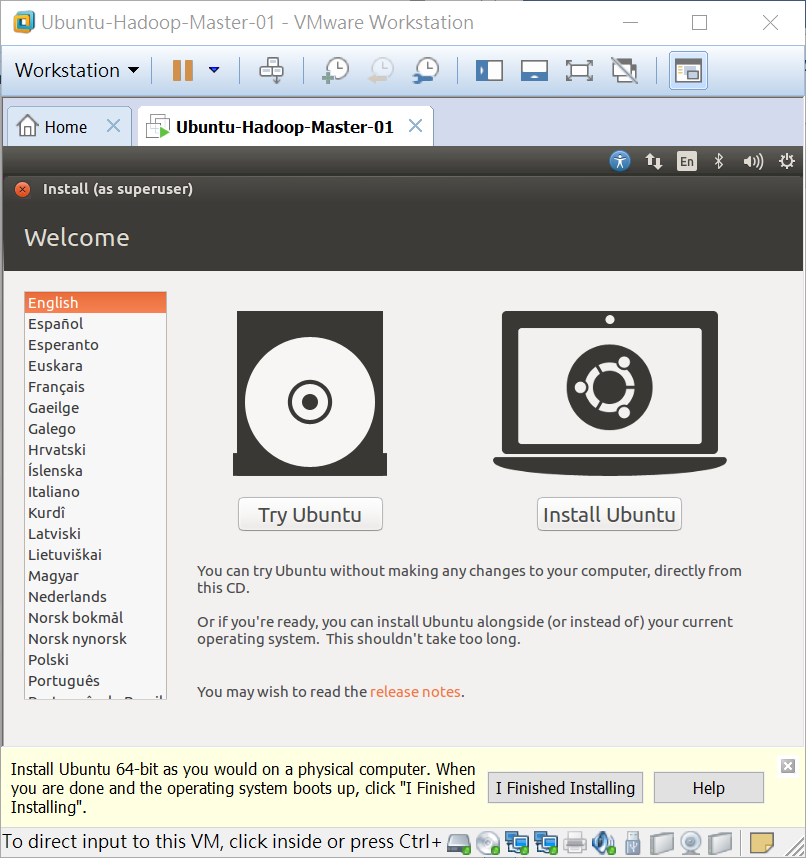 Ubuntu-Hadoop-Master-01 - VMware Workstation
Workstation
Home
Ubuntu-Hadoop-Master-01
En
Install (as superuser)
Welcome
English
Español
Esperanto
Euskara
Français
Gaeilge
Galego
Hrvatski
Íslenska
Italiano
Kurdî
Latviski
Lietuviškai
Magyar
Nederlands
Norsk bokmål
Norsk nynorsk
Polski
Português
Try Ubuntu
Install Ubuntu
You can try Ubuntu without making any changes to your computer, directly from
this CD.
Or if you're ready, you can install Ubuntu alongside (or instead of) your current
operating system. This shouldn't take too long.
You may wish to read the release notes.
Install Ubuntu 64-bit as you would on a physical computer. When
you are done and the operating system boots up, click "I Finished
Installing".
I Finished Installing
Help
To direct input to this VM, click inside or press Ctrl+